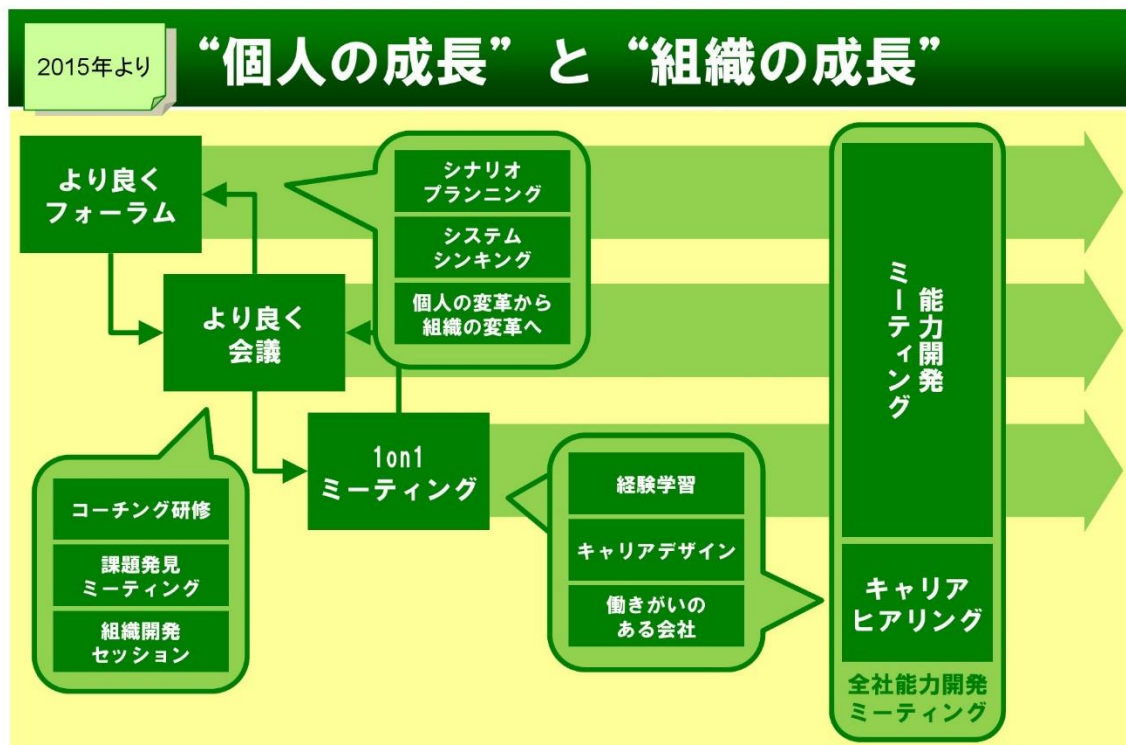 2015年より
“個人の成長” と “組織の成長”
より良く
フォーラム
シナリオ
プランニング
システム
シンキング
個人の変革から
組織の変革へ
より良く
会議
1on1
ミーティング
コーチング研修
課題発見
ミーティング
組織開発
セッション
経験学習
キャリアデザイン
働きがいの
ある会社
能力開発
ミーティング
キャリア
ヒアリング
全社能力開発
ミーティング